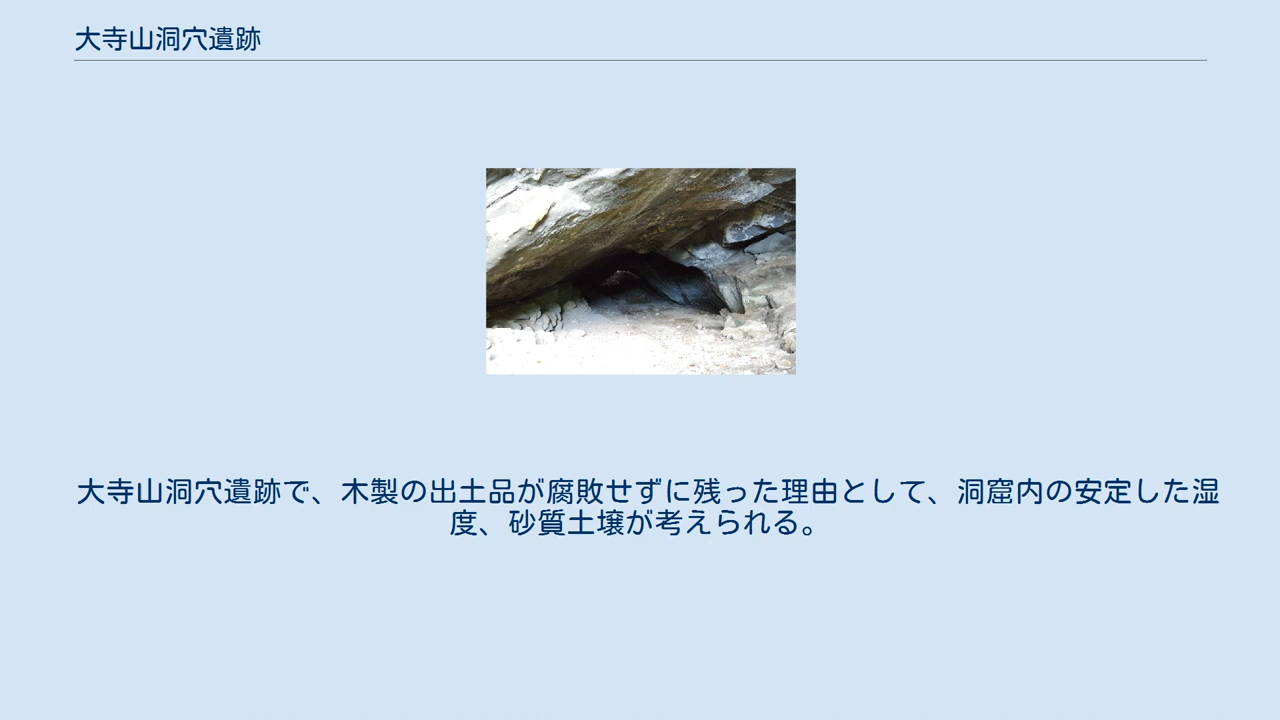 大寺山洞穴遺跡
大寺山洞穴遺跡で、木製の出土品が腐敗せずに残った理由として、洞窟内の安定した湿
度、砂質土壌が考えられる。